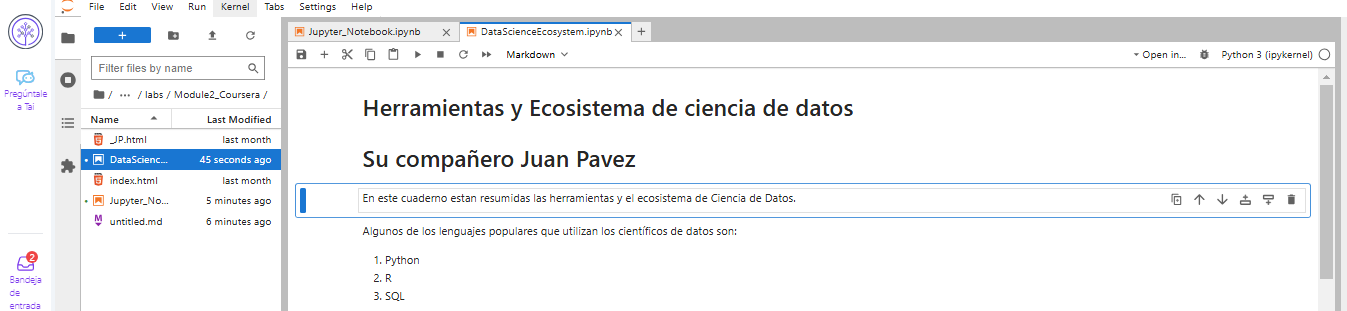 File Edit View Run Kernel Tabs Settings Help
Pregúntale
a Tai
Bandeja
de
entrada
2
+
Filter files by name
/ ··· / labs / Module2_Coursera /
Name Last Modified
_JP.html last month
DataScienc... 45 seconds ago
index.html last month
Jupyter_No... 5 minutes ago
untitled.md 6 minutes ago
Jupyter_Notebook.ipynb
DataScienceEcosystem.ipynb
Markdown
Open in... Python 3 (ipykernel)
Herramientas y Ecosistema de ciencia de datos
Su compañero Juan Pavez
En este cuaderno estan resumidas las herramientas y el ecosistema de Ciencia de Datos.
Algunos de los lenguajes populares que utilizan los científicos de datos son:
1. Python
2. R
3. SQL